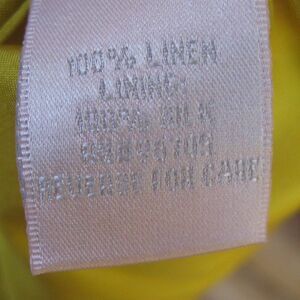 100% LINEN
LINING:
100% SILK
REVERSE FOR CARE